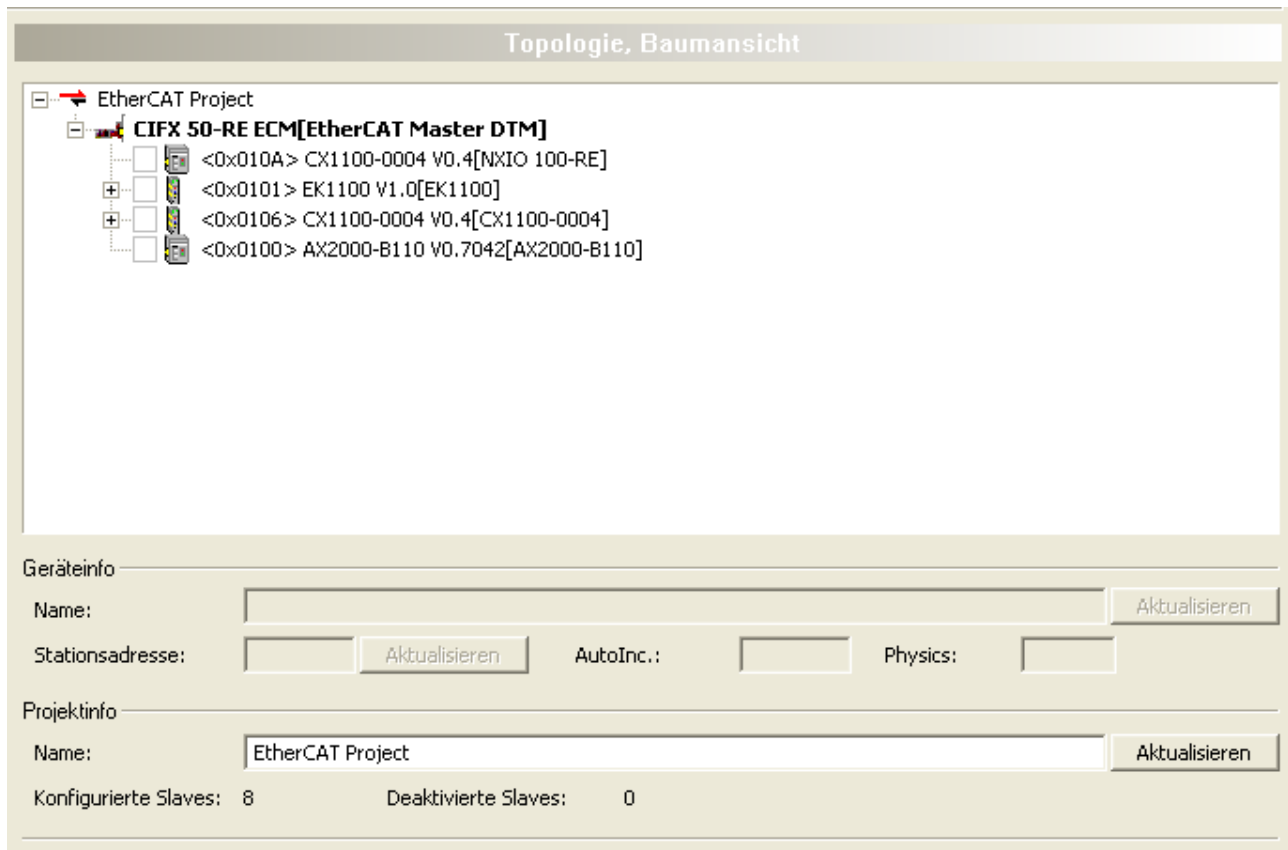 Topologie, Baumansicht
EtherCAT Project
CIFX 50-RE ECM[EtherCAT Master DTM]
<0x010A> CX1100-0004 V0.4[NXIO 100-RE]
<0x0101> EK1100 V1.0[EK1100]
<0x0106> CX1100-0004 V0.4[CX1100-0004]
<0x0100> AX2000-B110 V0.7042[AX2000-B110]
Geräteinfo
Name: Aktualisieren
Stationsadresse: Aktualisieren AutoInc.: Physics:
Projektinfo
Name: EtherCAT Project Aktualisieren
Konfigurierte Slaves: 8 Deaktivierte Slaves: 0